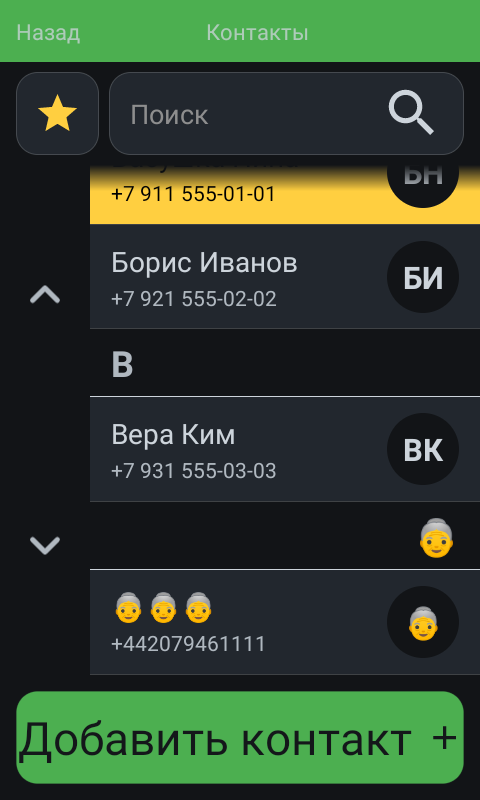 Назад
Контакты
Поиск
БН
+7 911 555-01-01
Борис Иванов
БИ
+7 921 555-02-02
В
Вера Ким
ВК
+7 931 555-03-03
👵
👵👵👵
👵
+442079461111
Добавить контакт +